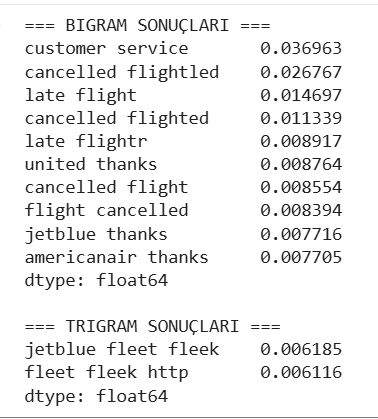 === BIGRAM SONUÇLARI ===
customer service 0.036963
cancelled flightled 0.026767
late flight 0.014697
cancelled flighted 0.011339
late flightr 0.008917
united thanks 0.008764
cancelled flight 0.008554
flight cancelled 0.008394
jetblue thanks 0.007716
americanair thanks 0.007705
dtype: float64
=== TRIGRAM SONUÇLARI ===
jetblue fleet fleek 0.006185
fleet fleek http 0.006116
dtype: float64